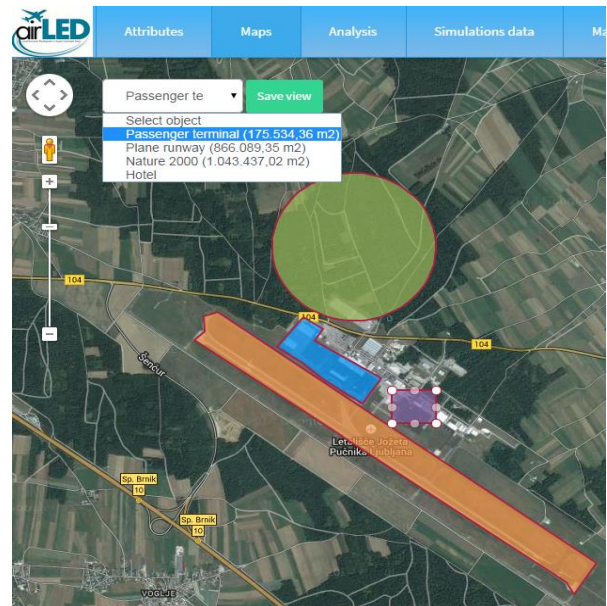 airLED
Attributes
Maps
Analysis
Simulations data
Ma
Passenger te
Save view
Select object
Passenger terminal (175.534,36 m2)
Plane runway (866.089,35 m2)
Nature 2000 (1.043.437,02 m2)
Hotel
104
104
104
Šenčur
Letališče Jožeta
Pučnika Ljubljana
Sp. Brnik
10
Sp. Brnik
10
VOGLJE